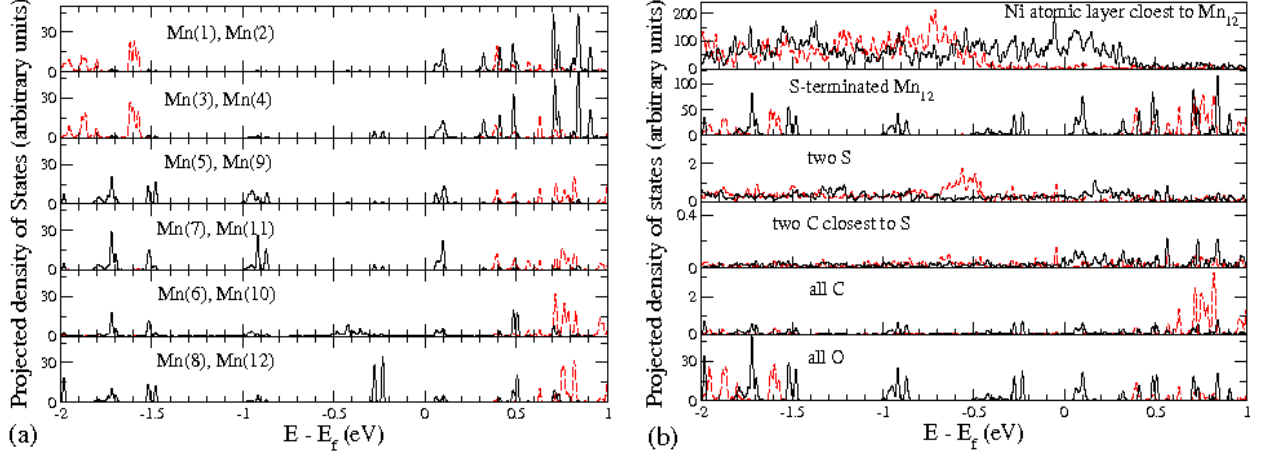 Projected density of States (arbitrary units)
30
0
Mn(1), Mn(2)
30
0
Mn(3), Mn(4)
30
0
Mn(5), Mn(9)
30
0
Mn(7), Mn(11)
30
0
Mn(6), Mn(10)
30
0
Mn(8), Mn(12)
-2 -1.5 -1 -0.5 0 0.5 1
E - E_f (eV)
(a)
Projected density of states (arbitrary units)
200
100
0
Ni atomic layer cloest to Mn_12
100
50
0
S-terminated Mn_12
2
0
two S
0.4
0
two C closest to S
2
0
all C
30
0
all O
-2 -1.5 -1 -0.5 0 0.5 1
E - E_f (eV)
(b)